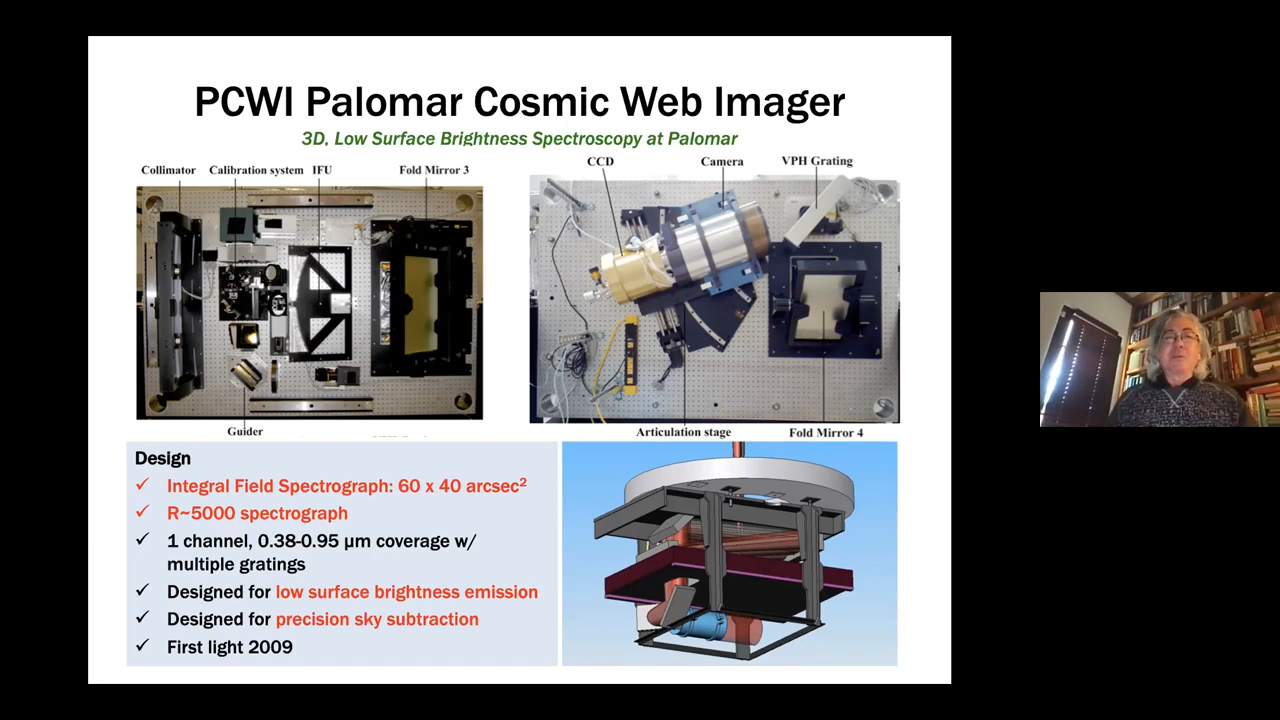 PCWI Palomar Cosmic Web Imager
3D, Low Surface Brightness Spectroscopy at Palomar
Collimator Calibration system IFU Fold Mirror 3
CCD Camera VPH Grating
Guider
Articulation stage Fold Mirror 4
Design
✓ Integral Field Spectrograph: 60 x 40 arcsec²
✓ R~5000 spectrograph
✓ 1 channel, 0.38-0.95 µm coverage w/
multiple gratings
✓ Designed for low surface brightness emission
✓ Designed for precision sky subtraction
✓ First light 2009